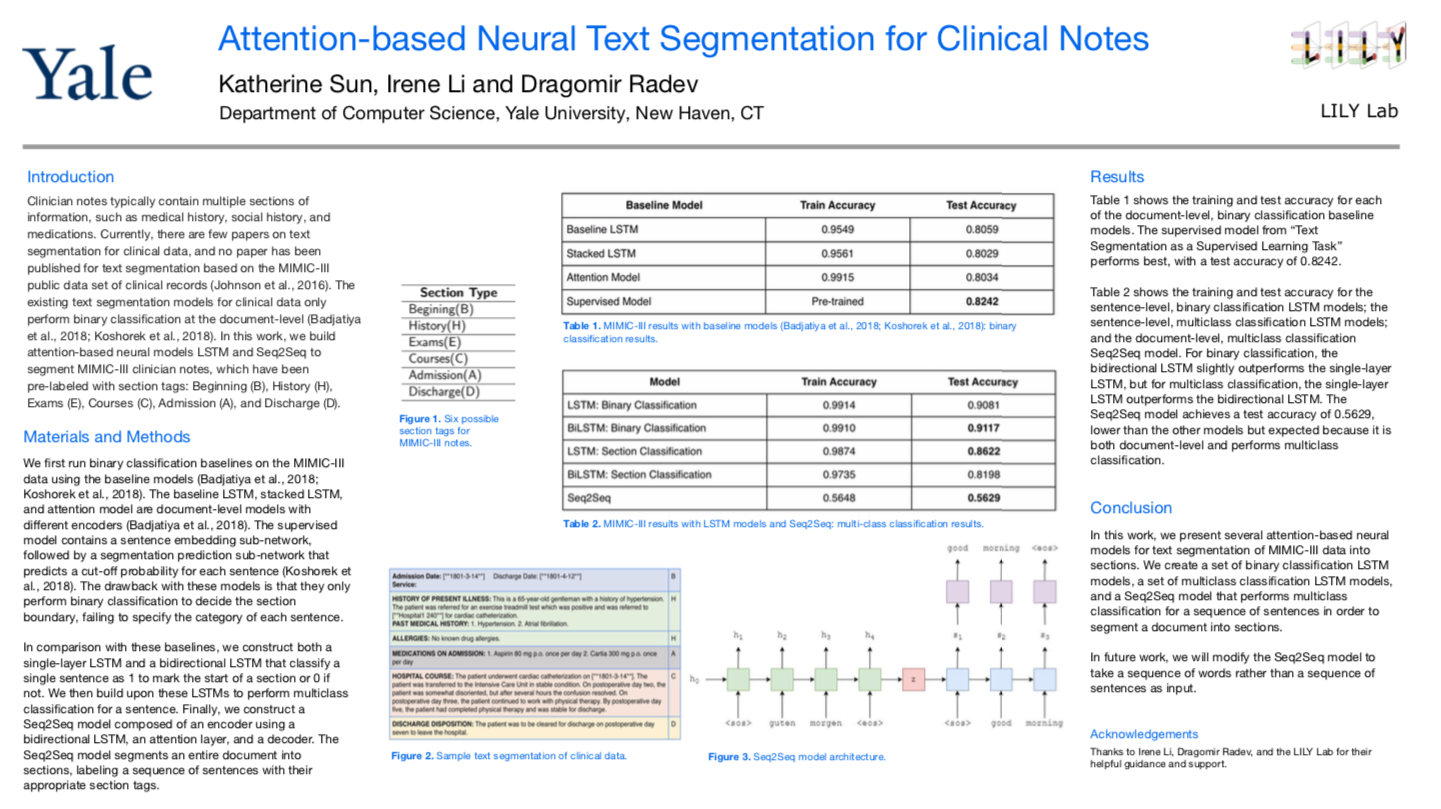 Yale
Attention-based Neural Text Segmentation for Clinical Notes
Katherine Sun, Irene Li and Dragomir Radev
Department of Computer Science, Yale University, New Haven, CT
LILY
LILY Lab
Introduction
Clinician notes typically contain multiple sections of
information, such as medical history, social history, and
medications. Currently, there are few papers on text
segmentation for clinical data, and no paper has been
published for text segmentation based on the MIMIC-III
public data set of clinical records (Johnson et al., 2016). The
existing text segmentation models for clinical data only
perform binary classification at the document-level (Badjatiya
et al., 2018; Koshorek et al., 2018). In this work, we build
attention-based neural models LSTM and Seq2Seq to
segment MIMIC-III clinician notes, which have been
pre-labeled with section tags: Beginning (B), History (H),
Exams (E), Courses (C), Admission (A), and Discharge (D).
Materials and Methods
We first run binary classification baselines on the MIMIC-III
data using the baseline models (Badjatiya et al., 2018;
Koshorek et al., 2018). The baseline LSTM, stacked LSTM,
and attention model are document-level models with
different encoders (Badjatiya et al., 2018). The supervised
model contains a sentence embedding sub-network,
followed by a segmentation prediction sub-network that
predicts a cut-off probability for each sentence (Koshorek et
al., 2018). The drawback with these models is that they only
perform binary classification to decide the section
boundary, failing to specify the category of each sentence.
In comparison with these baselines, we construct both a
single-layer LSTM and a bidirectional LSTM that classify a
single sentence as 1 to mark the start of a section or 0 if
not. We then build upon these LSTMs to perform multiclass
classification for a sentence. Finally, we construct a
Seq2Seq model composed of an encoder using a
bidirectional LSTM, an attention layer, and a decoder. The
Seq2Seq model segments an entire document into
sections, labeling a sequence of sentences with their
appropriate section tags.
Section Type
Begining(B)
History(H)
Exams(E)
Courses(C)
Admission(A)
Discharge(D)
Figure 1. Six possible
section tags for
MIMIC-III notes.
Baseline Model Train Accuracy Test Accuracy
Baseline LSTM 0.9549 0.8059
Stacked LSTM 0.9561 0.8029
Attention Model 0.9915 0.8034
Supervised Model Pre-trained 0.8242
Table 1. MIMIC-III results with baseline models (Badjatiya et al., 2018; Koshorek et al., 2018): binary
classification results.
Model Train Accuracy Test Accuracy
LSTM: Binary Classification 0.9914 0.9081
BiLSTM: Binary Classification 0.9910 0.9117
LSTM: Section Classification 0.9874 0.8622
BiLSTM: Section Classification 0.9735 0.8198
Seq2Seq 0.5648 0.5629
Table 2. MIMIC-III results with LSTM models and Seq2Seq: multi-class classification results.
Admission Date: [**1801-3-14**] Discharge Date: [**1801-4-12**] B
Service:
HISTORY OF PRESENT ILLNESS: This is a 65-year-old gentleman with a history of hypertension. H
The patient was referred for an exercise treadmill test which was positive and was referred to
[**Hospital1 240**] for cardiac catheterization.
PAST MEDICAL HISTORY: 1. Hypertension. 2. Atrial fibrillation.
ALLERGIES: No known drug allergies. H
MEDICATIONS ON ADMISSION: 1. Aspirin 80 mg p.o. once per day 2. Cartia 300 mg p.o. once A
per day
HOSPITAL COURSE: The patient underwent cardiac catheterization on [**1801-3-14**]. The C
patient was transferred to the Intensive Care Unit in stable condition. On postoperative day two, the
patient was somewhat disoriented, but after several hours the confusion resolved. On
postoperative day three, the patient continued to work with physical therapy. By postoperative day
five, the patient had completed physical therapy and was stable for discharge.
DISCHARGE DISPOSITION: The patient was to be cleared for discharge on postoperative day D
seven to leave the hospital.
Figure 2. Sample text segmentation of clinical data.
good morning <eos>
h₁ h₂ h₃ h₄ s₁ s₂ s₃
h₀ z
<sos> guten morgen <eos> <sos> good morning
Figure 3. Seq2Seq model architecture.
Results
Table 1 shows the training and test accuracy for each
of the document-level, binary classification baseline
models. The supervised model from “Text
Segmentation as a Supervised Learning Task”
performs best, with a test accuracy of 0.8242.
Table 2 shows the training and test accuracy for the
sentence-level, binary classification LSTM models; the
sentence-level, multiclass classification LSTM models;
and the document-level, multiclass classification
Seq2Seq model. For binary classification, the
bidirectional LSTM slightly outperforms the single-layer
LSTM, but for multiclass classification, the single-layer
LSTM outperforms the bidirectional LSTM. The
Seq2Seq model achieves a test accuracy of 0.5629,
lower than the other models but expected because it is
both document-level and performs multiclass
classification.
Conclusion
In this work, we present several attention-based neural
models for text segmentation of MIMIC-III data into
sections. We create a set of binary classification LSTM
models, a set of multiclass classification LSTM models,
and a Seq2Seq model that performs multiclass
classification for a sequence of sentences in order to
segment a document into sections.
In future work, we will modify the Seq2Seq model to
take a sequence of words rather than a sequence of
sentences as input.
Acknowledgements
Thanks to Irene Li, Dragomir Radev, and the LILY Lab for their
helpful guidance and support.